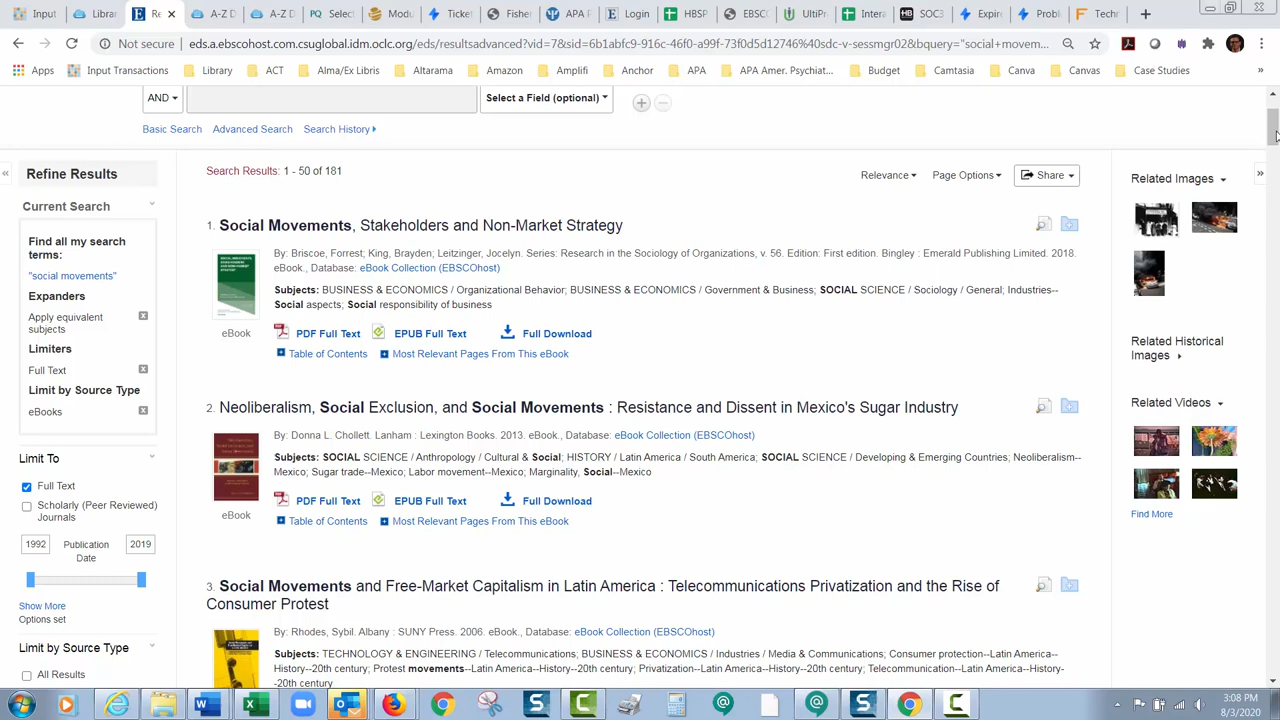 Input
Librar
Re
A-Z D
A-Z D
PQ Select
Modu
Ticket
Fisher
APA P
Login
HBSP
EBSC
UltiPr
Intera
HB SOC3
Expire
Probl
Techn
Not secure eds.a.ebscohost.com.csuglobal.idm.oclc.org/eds/resultsadvanced?vid=7&sid=6b1abfc9-916c-46f0-a99f-73f0d5d12746%40sdc-v-sessmgr02&bquery="social+movem...
Apps Input Transactions Library ACT Alma/Ex Libris Altarama Amazon Amplifi Anchor APA APA Amer. Psychiat... Budget Camtasia Canva Canvas Case Studies »
AND Select a Field (optional)
Basic Search Advanced Search Search History
« Refine Results
Current Search
Find all my search
terms:
"social movements"
Expanders
Apply equivalent
subjects
Limiters
Full Text
Limit by Source Type
eBooks
Limit To
Full Text
Scholarly (Peer Reviewed)
Journals
1992 Publication 2019
Date
Show More
Options set
Limit by Source Type
All Results
Search Results: 1 - 50 of 181
Relevance Page Options Share
1. Social Movements, Stakeholders and Non-Market Strategy
By: Briscoe, Forrest; King, Brayden; Leitzinger, Jocelyn. Series: Research in the Sociology of Organizations, v. 56. Edition: First edition. Bingley : Emerald Publishing Limited. 2018.
eBook., Database: eBook Collection (EBSCOhost)
Subjects: BUSINESS & ECONOMICS / Organizational Behavior; BUSINESS & ECONOMICS / Government & Business; SOCIAL SCIENCE / Sociology / General; Industries--
Social aspects; Social responsibility of business
eBook
PDF Full Text EPUB Full Text Full Download
Table of Contents Most Relevant Pages From This eBook
2. Neoliberalism, Social Exclusion, and Social Movements : Resistance and Dissent in Mexico's Sugar Industry
By: Donna L. Chollett. Lanham : Lexington Books. 2013. eBook., Database: eBook Collection (EBSCOhost)
Subjects: SOCIAL SCIENCE / Anthropology / Cultural & Social; HISTORY / Latin America / South America; SOCIAL SCIENCE / Developing & Emerging Countries; Neoliberalism--
Mexico; Sugar trade--Mexico; Labor movement--Mexico; Marginality, Social--Mexico
PDF Full Text EPUB Full Text Full Download
eBook
Table of Contents Most Relevant Pages From This eBook
3. Social Movements and Free-Market Capitalism in Latin America : Telecommunications Privatization and the Rise of
Consumer Protest
By: Rhodes, Sybil. Albany : SUNY Press. 2006. eBook., Database: eBook Collection (EBSCOhost)
Subjects: TECHNOLOGY & ENGINEERING / Telecommunications; BUSINESS & ECONOMICS / Industries / Media & Communications; Consumer protection--Latin America--
History--20th century; Protest movements--Latin America--History--20th century; Privatization--Latin America--History--20th century; Telecommunication--Latin America--History-
-20th century
Related Images »
Related Historical
Images
Related Videos
Find More
3:08 PM
8/3/2020